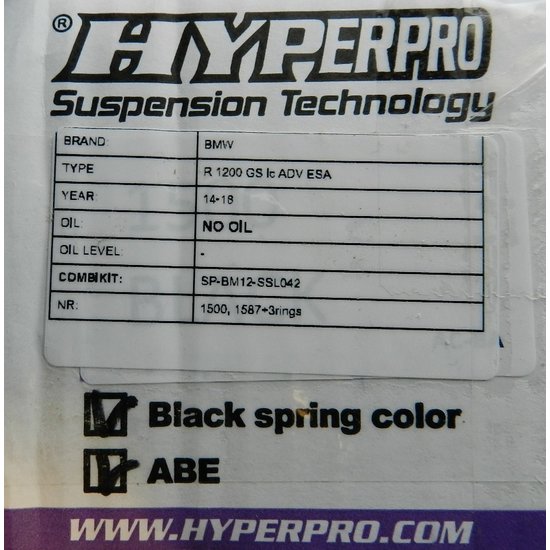 ® HYPERPRO
Suspension Technology
BRAND: BMW
TYPE R 1200 GS lc ADV ESA
YEAR: 14-18
OIL: NO OIL
OIL LEVEL: -
COMBIKIT: SP-BM12-SSL042
NR: 1500, 1587+3rings
Black spring color
ABE
WWW.HYPERPRO.COM